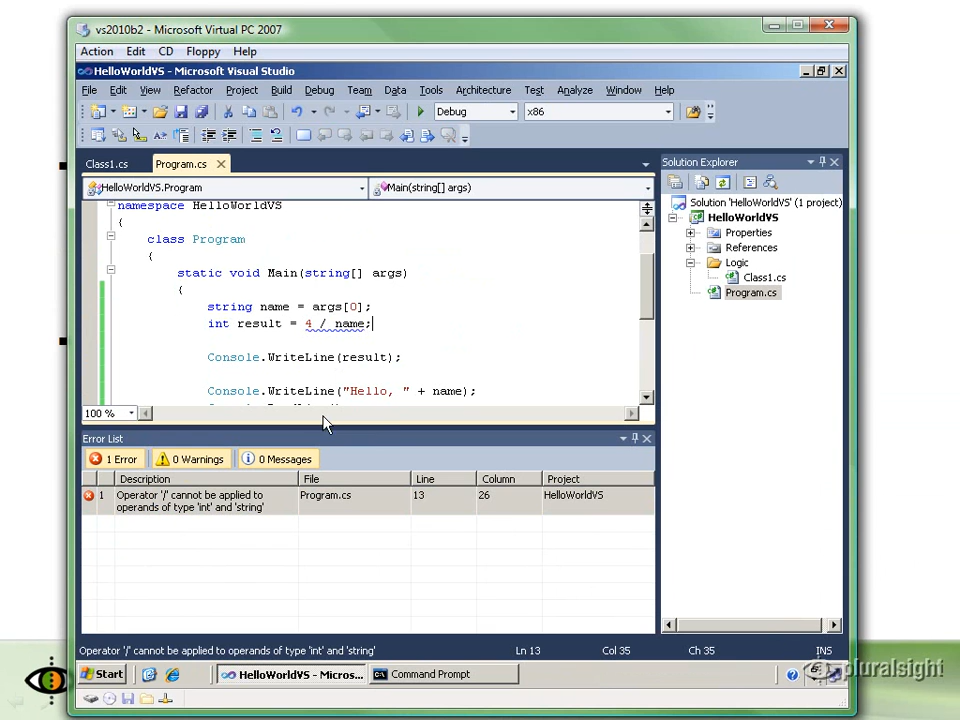 vs2010b2 - Microsoft Virtual PC 2007
Action Edit CD Floppy Help
HelloWorldVS - Microsoft Visual Studio
File Edit View Refactor Project Build Debug Team Data Tools Architecture Test Analyze Window Help
Debug x86
Class1.cs Program.cs
HelloWorldVS.Program Main(string[] args)
namespace HelloWorldVS
{
class Program
{
static void Main(string[] args)
{
string name = args[0];
int result = 4 / name;
Console.WriteLine(result);
Console.WriteLine("Hello, " + name);
100 %
Solution Explorer
Solution 'HelloWorldVS' (1 project)
HelloWorldVS
Properties
References
Logic
Class1.cs
Program.cs
Error List
1 Error 0 Warnings 0 Messages
Description File Line Column Project
1 Operator '/' cannot be applied to Program.cs 13 26 HelloWorldVS
operands of type 'int' and 'string'
Operator '/' cannot be applied to operands of type 'int' and 'string' Ln 13 Col 35 Ch 35 INS
Start HelloWorldVS - Micros... Command Prompt
pluralsight